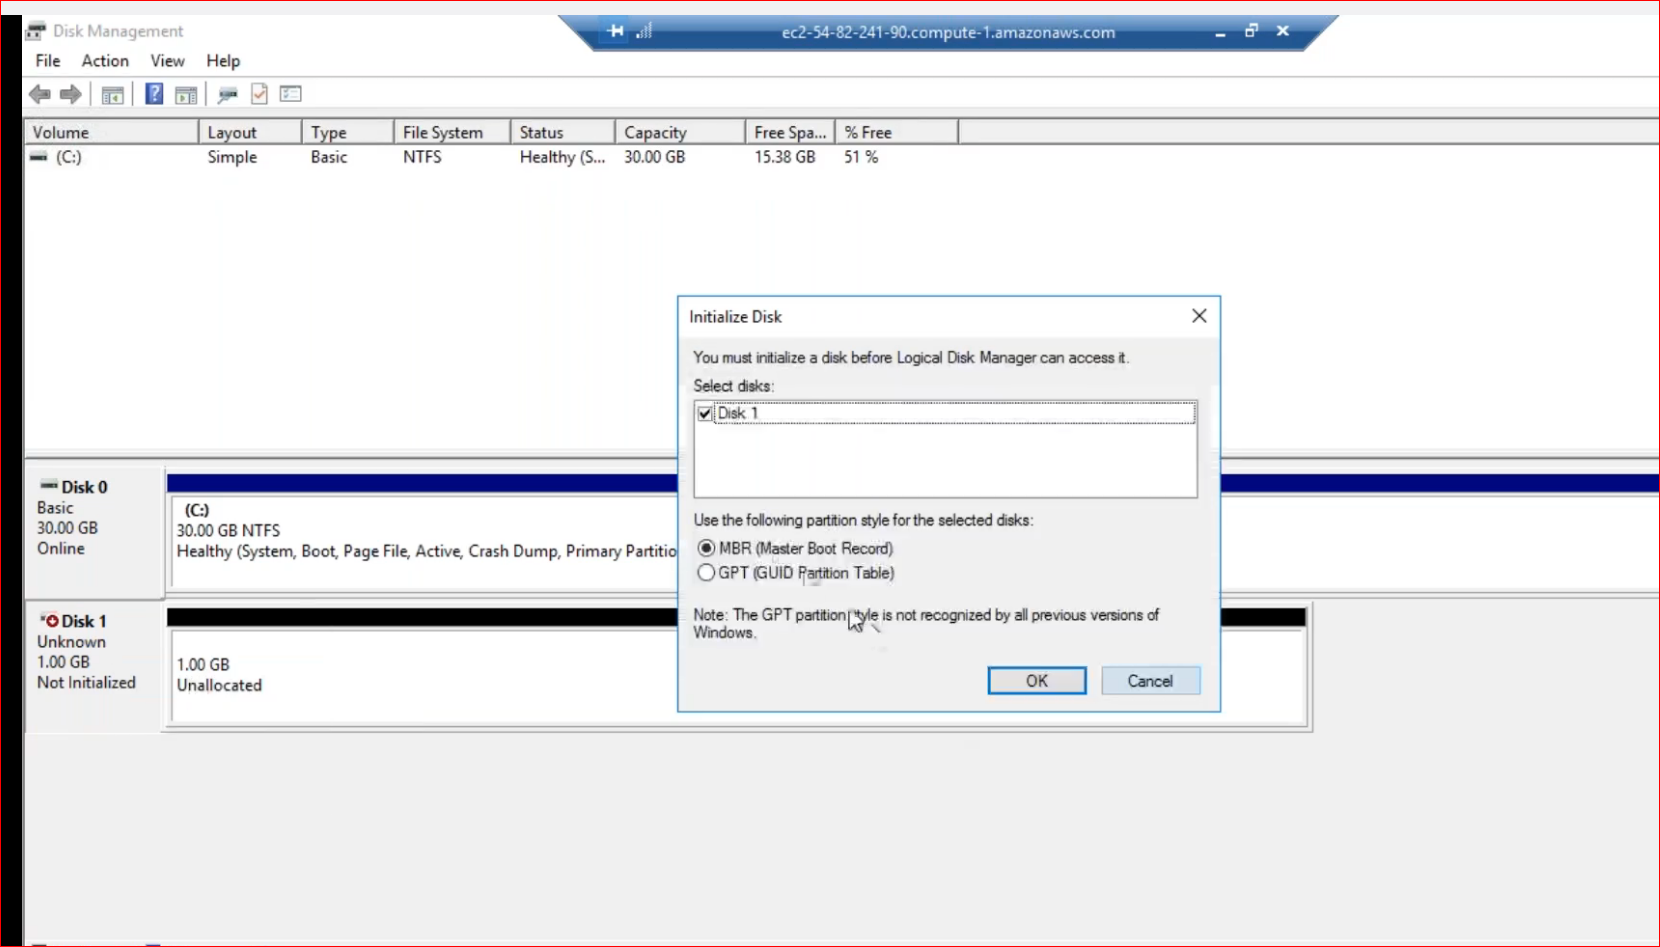 Disk Management
ec2-54-82-241-90.compute-1.amazonaws.com
File Action View Help
Volume Layout Type File System Status Capacity Free Spa... % Free
(C:) Simple Basic NTFS Healthy (S... 30.00 GB 15.38 GB 51 %
Initialize Disk
You must initialize a disk before Logical Disk Manager can access it.
Select disks:
Disk 1
Use the following partition style for the selected disks:
MBR (Master Boot Record)
GPT (GUID Partition Table)
Note: The GPT partition style is not recognized by all previous versions of
Windows.
OK Cancel
Disk 0
Basic
30.00 GB
Online
(C:)
30.00 GB NTFS
Healthy (System, Boot, Page File, Active, Crash Dump, Primary Partitio
Disk 1
Unknown
1.00 GB
Not Initialized
1.00 GB
Unallocated